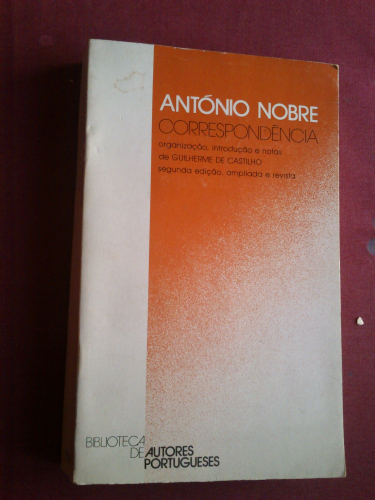 ANTÓNIO NOBRE
CORRESPONDÊNCIA
organização, introdução e notas
de GUILHERME DE CASTILHO
segunda edição, ampliada e revista
BIBLIOTECA
DE AUTORES
PORTUGUESES